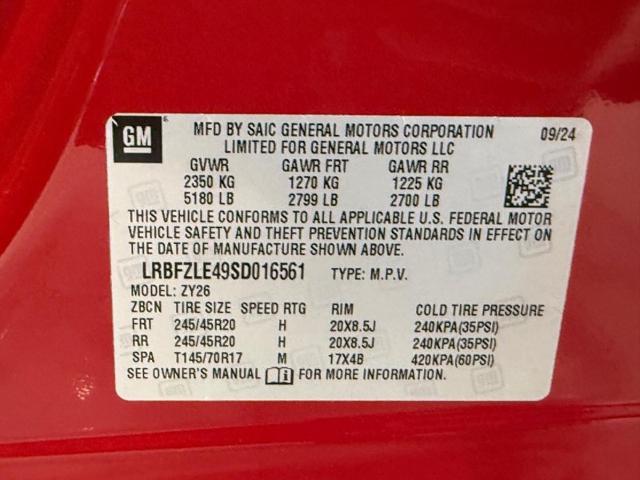 GM
MFD BY SAIC GENERAL MOTORS CORPORATION 09/24
LIMITED FOR GENERAL MOTORS LLC
GVWR GAWR FRT GAWR RR
2350 KG 1270 KG 1225 KG
5180 LB 2799 LB 2700 LB
THIS VEHICLE CONFORMS TO ALL APPLICABLE U.S. FEDERAL MOTOR
VEHICLE SAFETY AND THEFT PREVENTION STANDARDS IN EFFECT ON
THE DATE OF MANUFACTURE SHOWN ABOVE.
LRBFZLE49SD016561 TYPE: M.P.V.
MODEL: ZY26
ZBCN TIRE SIZE SPEED RTG RIM COLD TIRE PRESSURE
FRT 245/45R20 H 20X8.5J 240KPA(35PSI)
RR 245/45R20 H 20X8.5J 240KPA(35PSI)
SPA T145/70R17 M 17X4B 420KPA(60PSI)
SEE OWNER'S MANUAL FOR MORE INFORMATION.